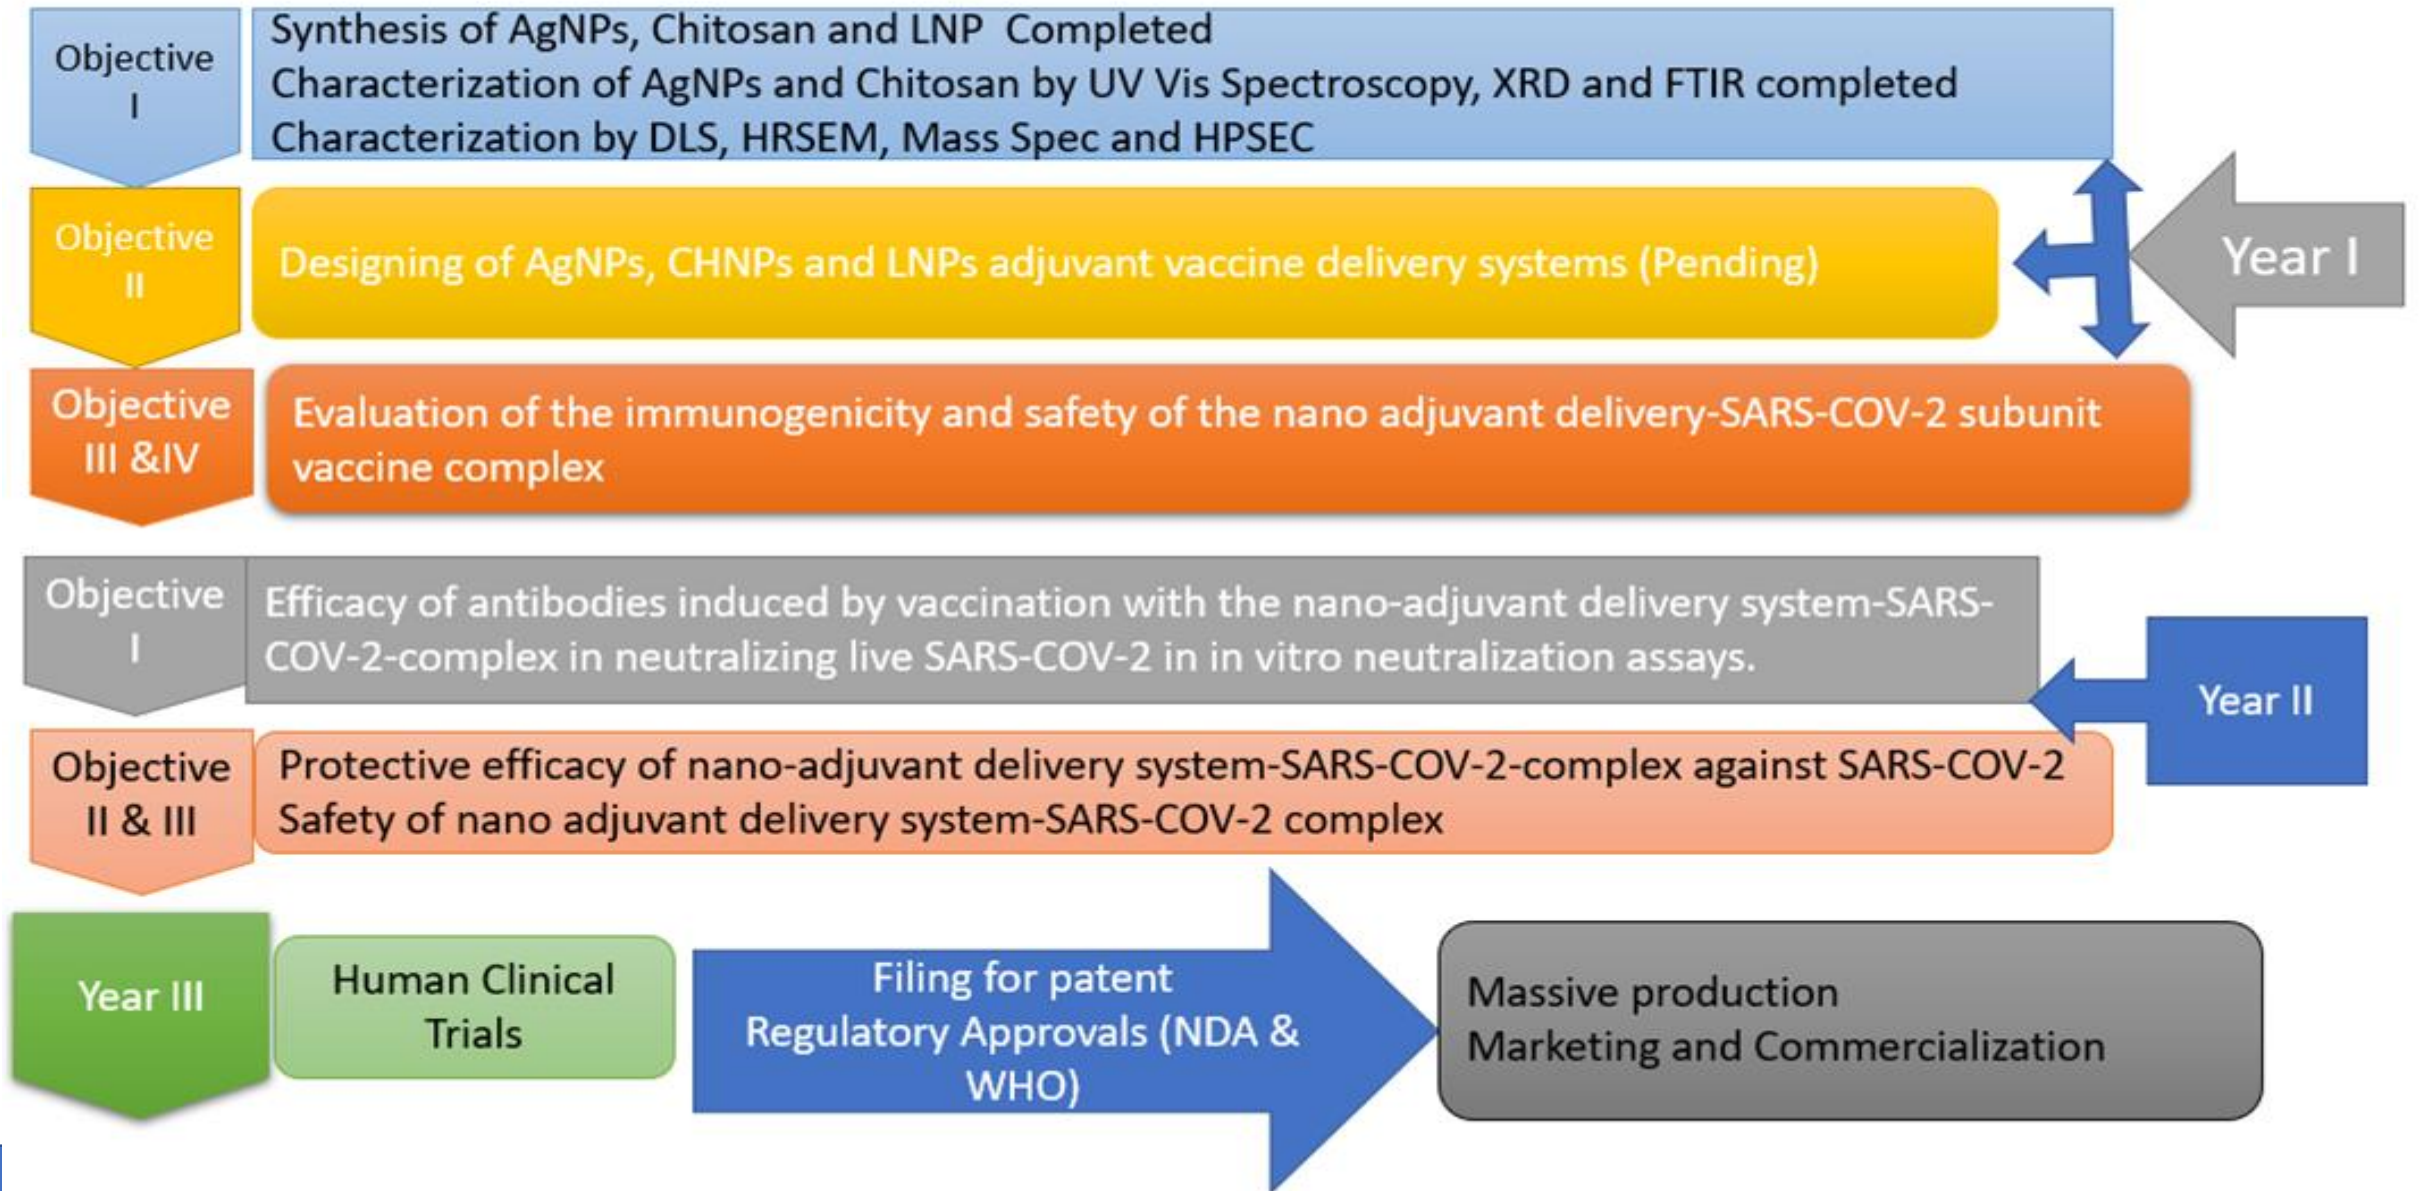 Objective
I
Synthesis of AgNPs, Chitosan and LNP  Completed
Characterization of AgNPs and Chitosan by UV Vis Spectroscopy, XRD and FTIR completed
Characterization by DLS, HRSEM, Mass Spec and HPSEC
Objective
II
Designing of AgNPs, CHNPs and LNPs adjuvant vaccine delivery systems (Pending)
Year I
Objective
III &IV
Evaluation of the immunogenicity and safety of the nano adjuvant delivery-SARS-COV-2 subunit
vaccine complex
Objective
I
Efficacy of antibodies induced by vaccination with the nano-adjuvant delivery system-SARS-
COV-2-complex in neutralizing live SARS-COV-2 in in vitro neutralization assays.
Year II
Objective
II & III
Protective efficacy of nano-adjuvant delivery system-SARS-COV-2-complex against SARS-COV-2
Safety of nano adjuvant delivery system-SARS-COV-2 complex
Year III
Human Clinical
Trials
Filing for patent
Regulatory Approvals (NDA &
WHO)
Massive production
Marketing and Commercialization